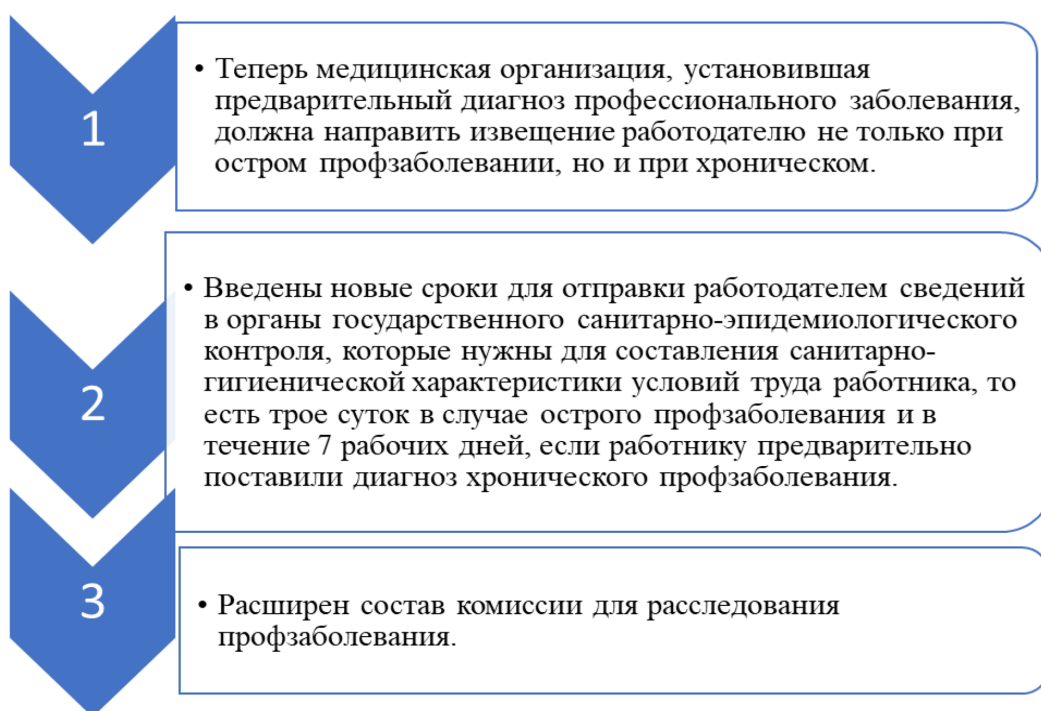 1
• Теперь медицинская организация, установившая
предварительный диагноз профессионального заболевания,
должна направить извещение работодателю не только при
остром профзаболевании, но и при хроническом.
2
• Введены новые сроки для отправки работодателем сведений
в органы государственного санитарно-эпидемиологического
контроля, которые нужны для составления санитарно-
гигиенической характеристики условий труда работника, то
есть трое суток в случае острого профзаболевания и в
течение 7 рабочих дней, если работнику предварительно
поставили диагноз хронического профзаболевания.
3
• Расширен состав комиссии для расследования
профзаболевания.